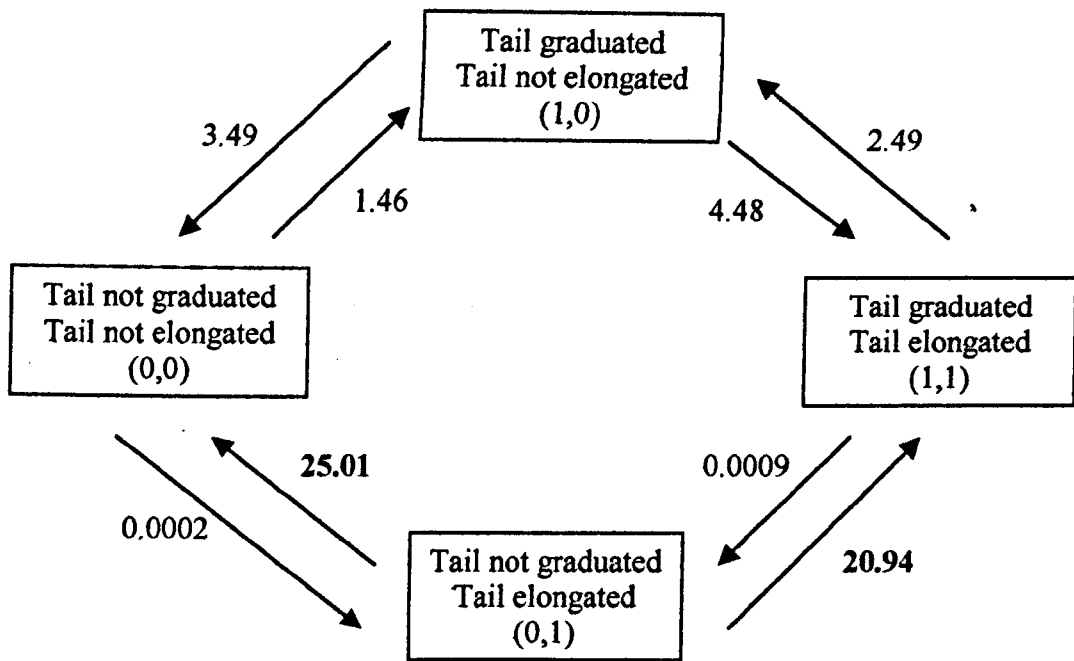 Tail graduated
Tail not elongated
(1,0)
3.49
1.46
2.49
4.48
Tail not graduated
Tail not elongated
(0,0)
Tail graduated
Tail elongated
(1,1)
25.01
0.0002
0.0009
20.94
Tail not graduated
Tail elongated
(0,1)